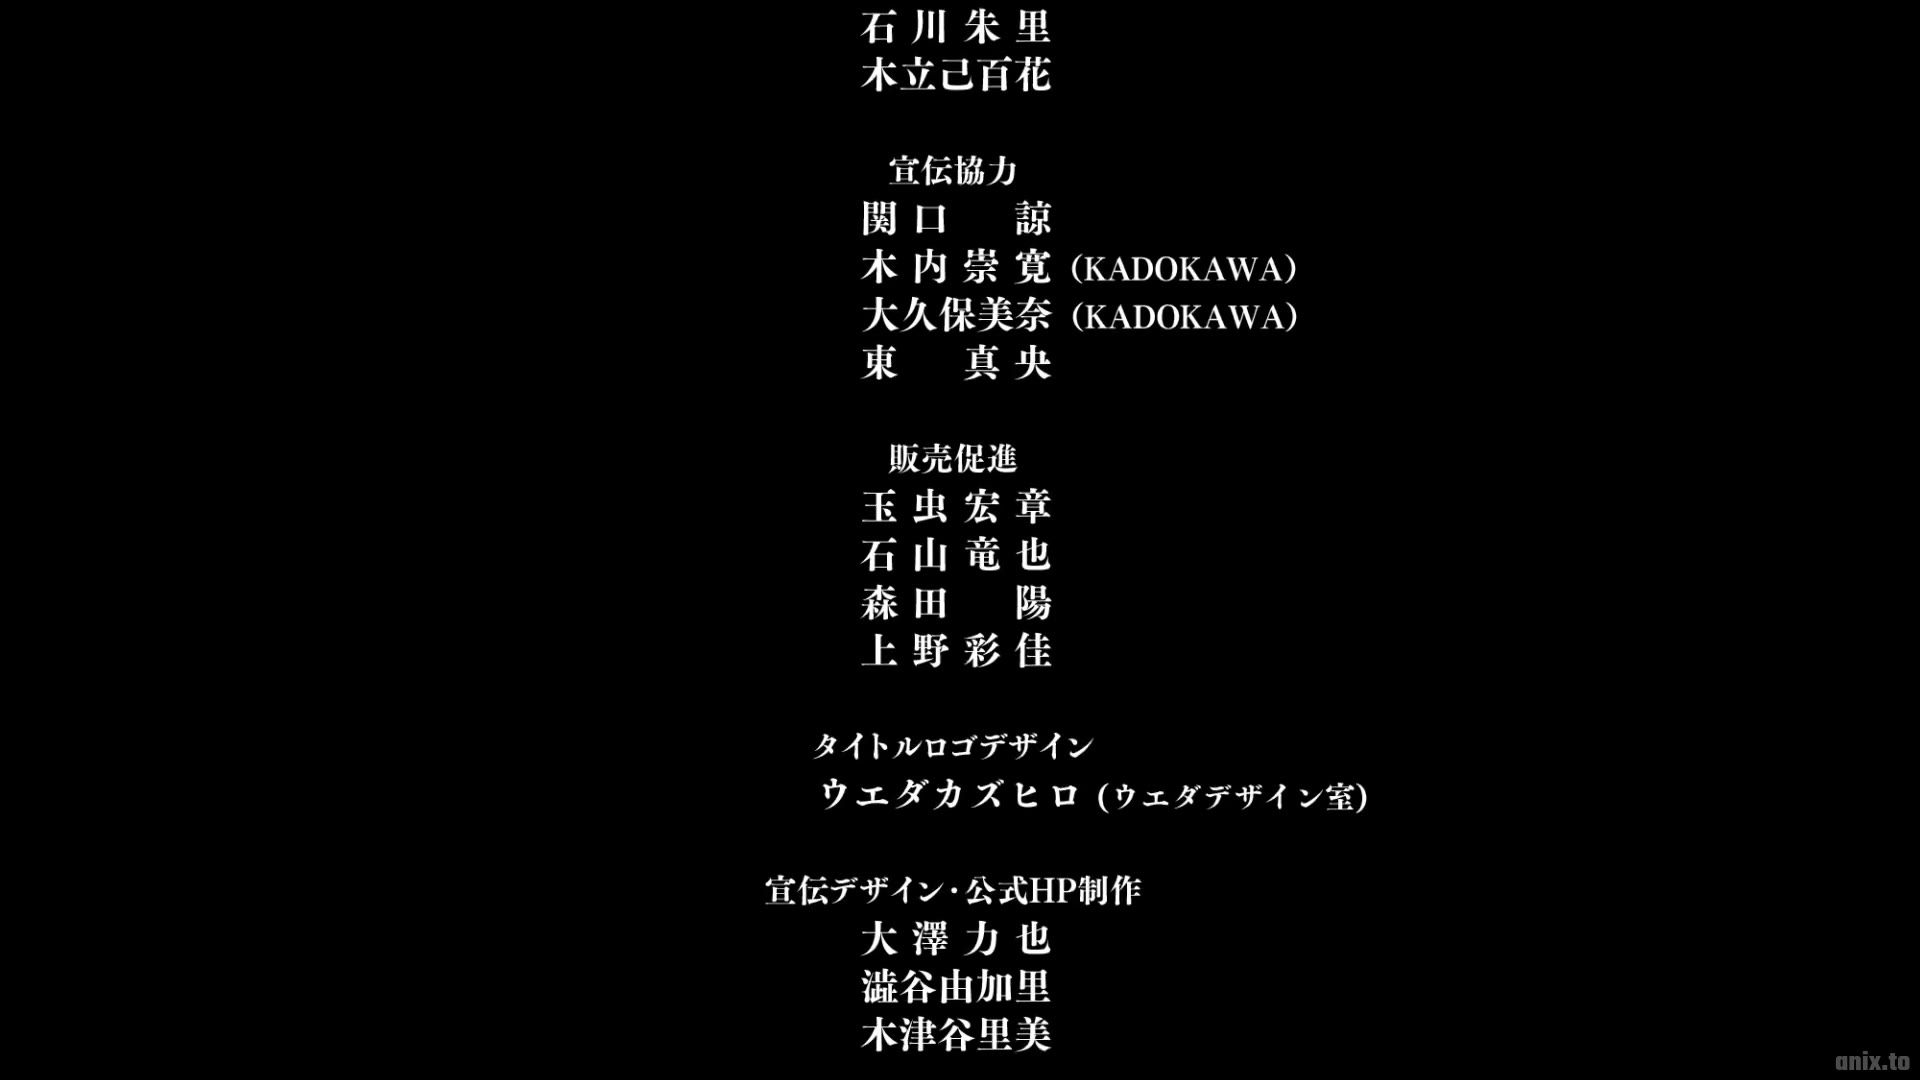 石川朱里
木立己百花
宣伝協力
関口 諒
木内崇寛 (KADOKAWA)
大久保美奈 (KADOKAWA)
東 真央
販売促進
玉虫宏章
石山竜也
森田 陽
上野彩佳
タイトルロゴデザイン
ウエダカズヒロ (ウエダデザイン室)
宣伝デザイン・公式HP制作
大澤力也
澁谷由加里
木津谷里美
anix.to